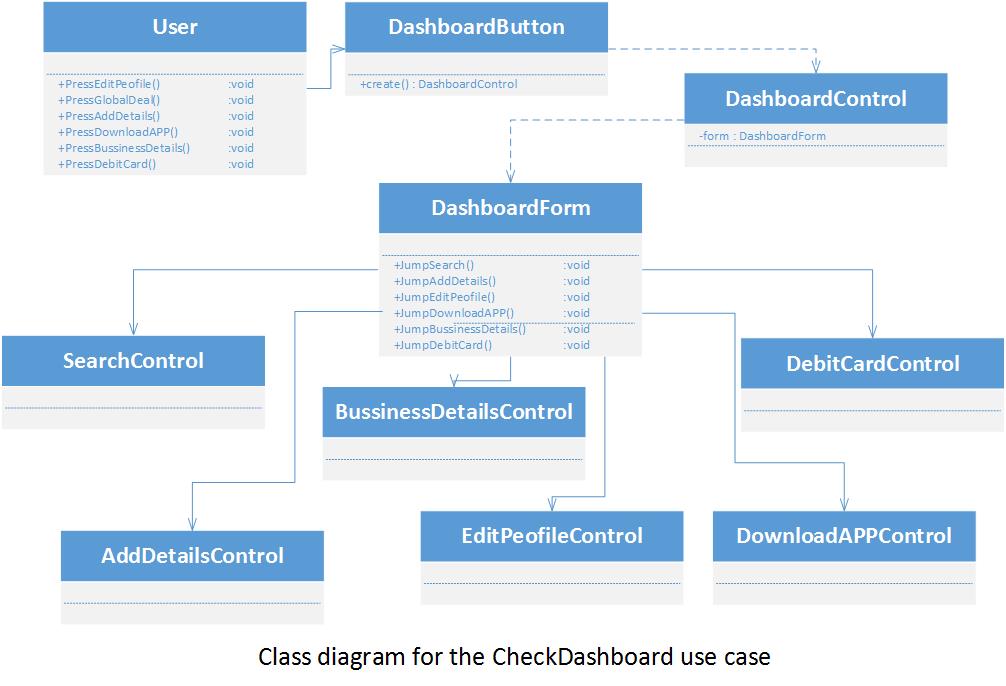 User
+PressEditPeofile() :void
+PressGlobalDeal() :void
+PressAddDetails() :void
+PressDownloadAPP() :void
+PressBussinessDetails() :void
+PressDebitCard() :void
DashboardButton
+create() : DashboardControl
DashboardControl
-form : DashboardForm
DashboardForm
+JumpSearch() :void
+JumpAddDetails() :void
+JumpEditPeofile() :void
+JumpDownloadAPP() :void
+JumpBussinessDetails() :void
+JumpDebitCard() :void
SearchControl
DebitCardControl
BussinessDetailsControl
AddDetailsControl
EditPeofileControl
DownloadAPPControl
Class diagram for the CheckDashboard use case